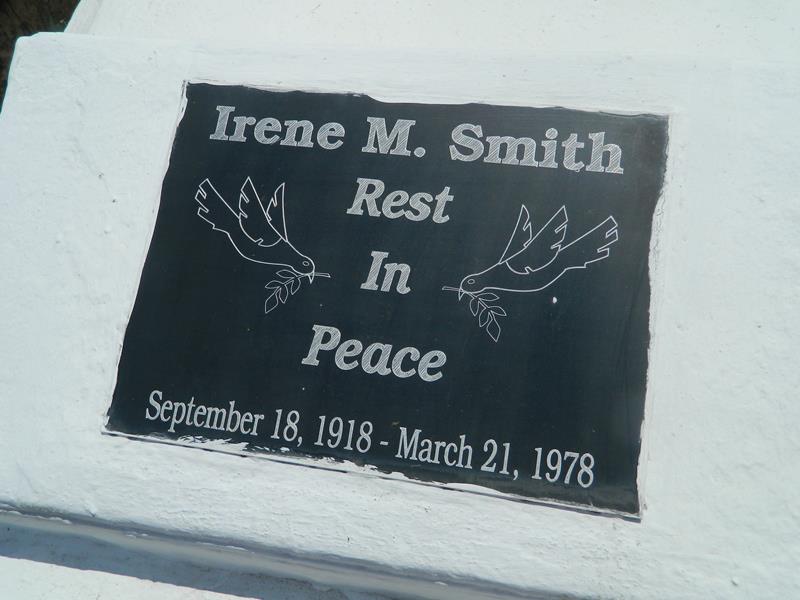 Irene M. Smith
Rest
In
Peace
September 18, 1918 - March 21, 1978